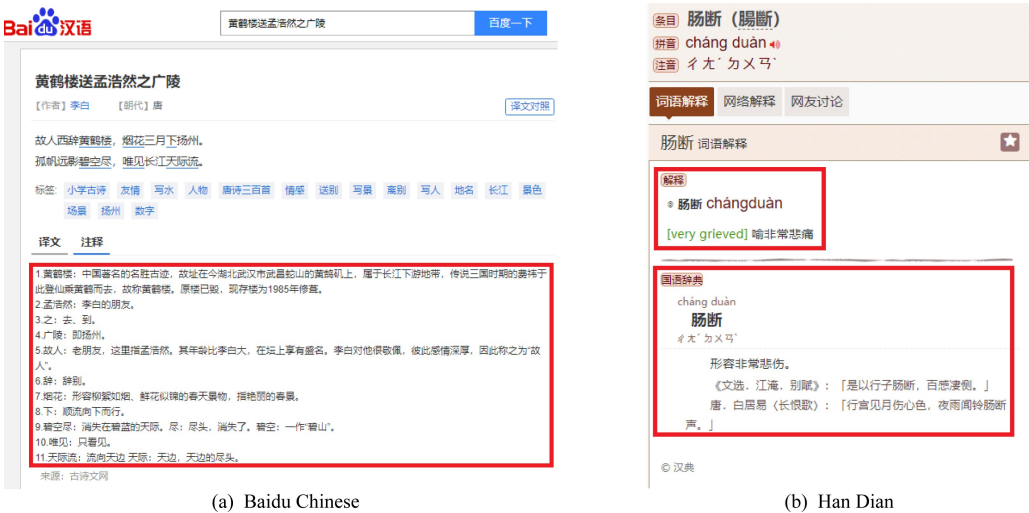 Bai du 汉语
黄鹤楼送孟浩然之广陵
百度一下
黄鹤楼送孟浩然之广陵
【作者】李白 【朝代】唐
译文对照
故人西辞黄鹤楼，烟花三月下扬州。
孤帆远影碧空尽，唯见长江天际流。
标签: 小学古诗 友情 写水 人物 唐诗三百首 情感 送别 写景 离别 写人 地名 长江 景色
场景 扬州 数字
译文 注释
1.黄鹤楼：中国著名的名胜古迹，故址在今湖北武汉市武昌蛇山的黄鹄矶上，属于长江下游地带，传说三国时期的费祎于
此登仙乘黄鹤而去，故称黄鹤楼。原楼已毁，现存楼为1985年修葺。
2.孟浩然：李白的朋友。
3.之：去、到。
4.广陵：即扬州。
5.故人：老朋友，这里指孟浩然。其年龄比李白大，在坛上享有盛名。李白对他很敬佩，彼此感情深厚，因此称之为“故
人”。
6.辞：辞别。
7.烟花：形容柳絮如烟、鲜花似锦的春天景物，指艳丽的春景。
8.下：顺流向下而行。
9.碧空尽：消失在碧蓝的天际。尽：尽头，消失了。碧空：一作“碧山”。
10.唯见：只看见。
11.天际流：流向天边 天际：天边，天边的尽头。
来源：古诗文网
(a) Baidu Chinese
条目 肠断（腸斷）
拼音 cháng duàn
注音 ㄔㄤˊ ㄉㄨㄢˋ
词语解释 网络解释 网友讨论
肠断 词语解释
解释
肠断 chángduàn
[very grieved] 喻非常悲痛
国语辞典
cháng duàn
肠断
ㄔㄤˊ ㄉㄨㄢˋ
形容非常悲伤。
《文选．江淹．别赋》：「是以行子肠断，百感凄恻。」
唐．白居易〈长恨歌〉：「行宫见月伤心色，夜雨闻铃肠断
声。」
© 汉典
(b) Han Dian